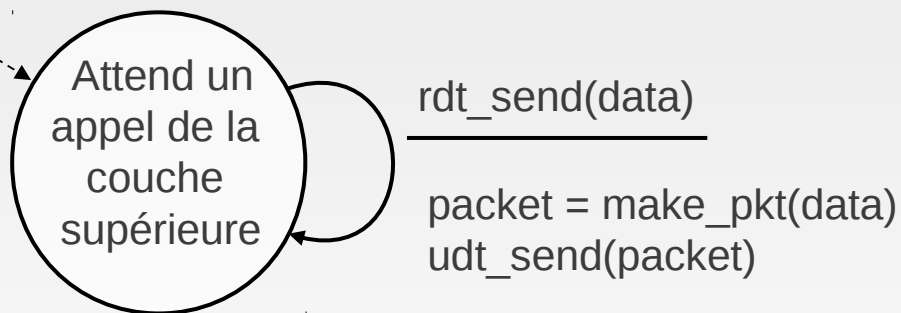 Attend un
appel de la
couche
supérieure
rdt_send(data)
packet = make_pkt(data)
udt_send(packet)